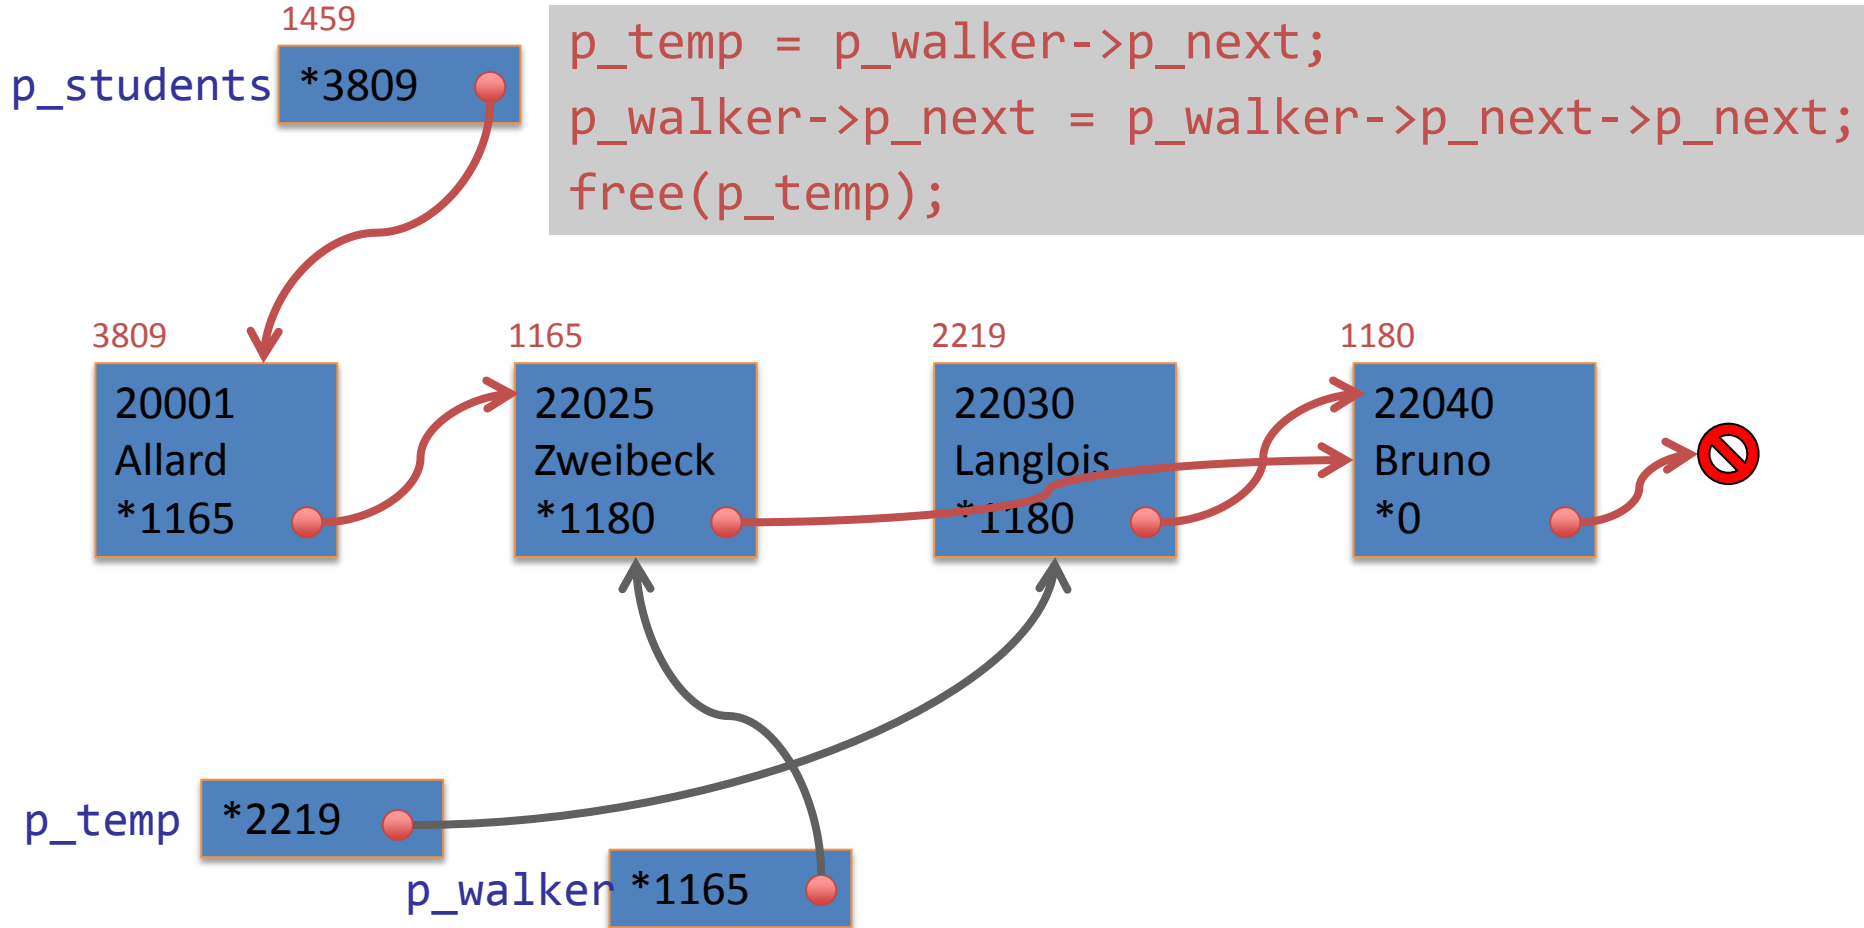 1459
p_students
*3809
p_temp = p_walker->p_next;
p_walker->p_next = p_walker->p_next->p_next;
free(p_temp);
3809
20001
Allard
*1165
1165
22025
Zweibeck
*1180
2219
22030
Langlois
*1180
1180
22040
Bruno
*0
p_temp
*2219
p_walker
*1165